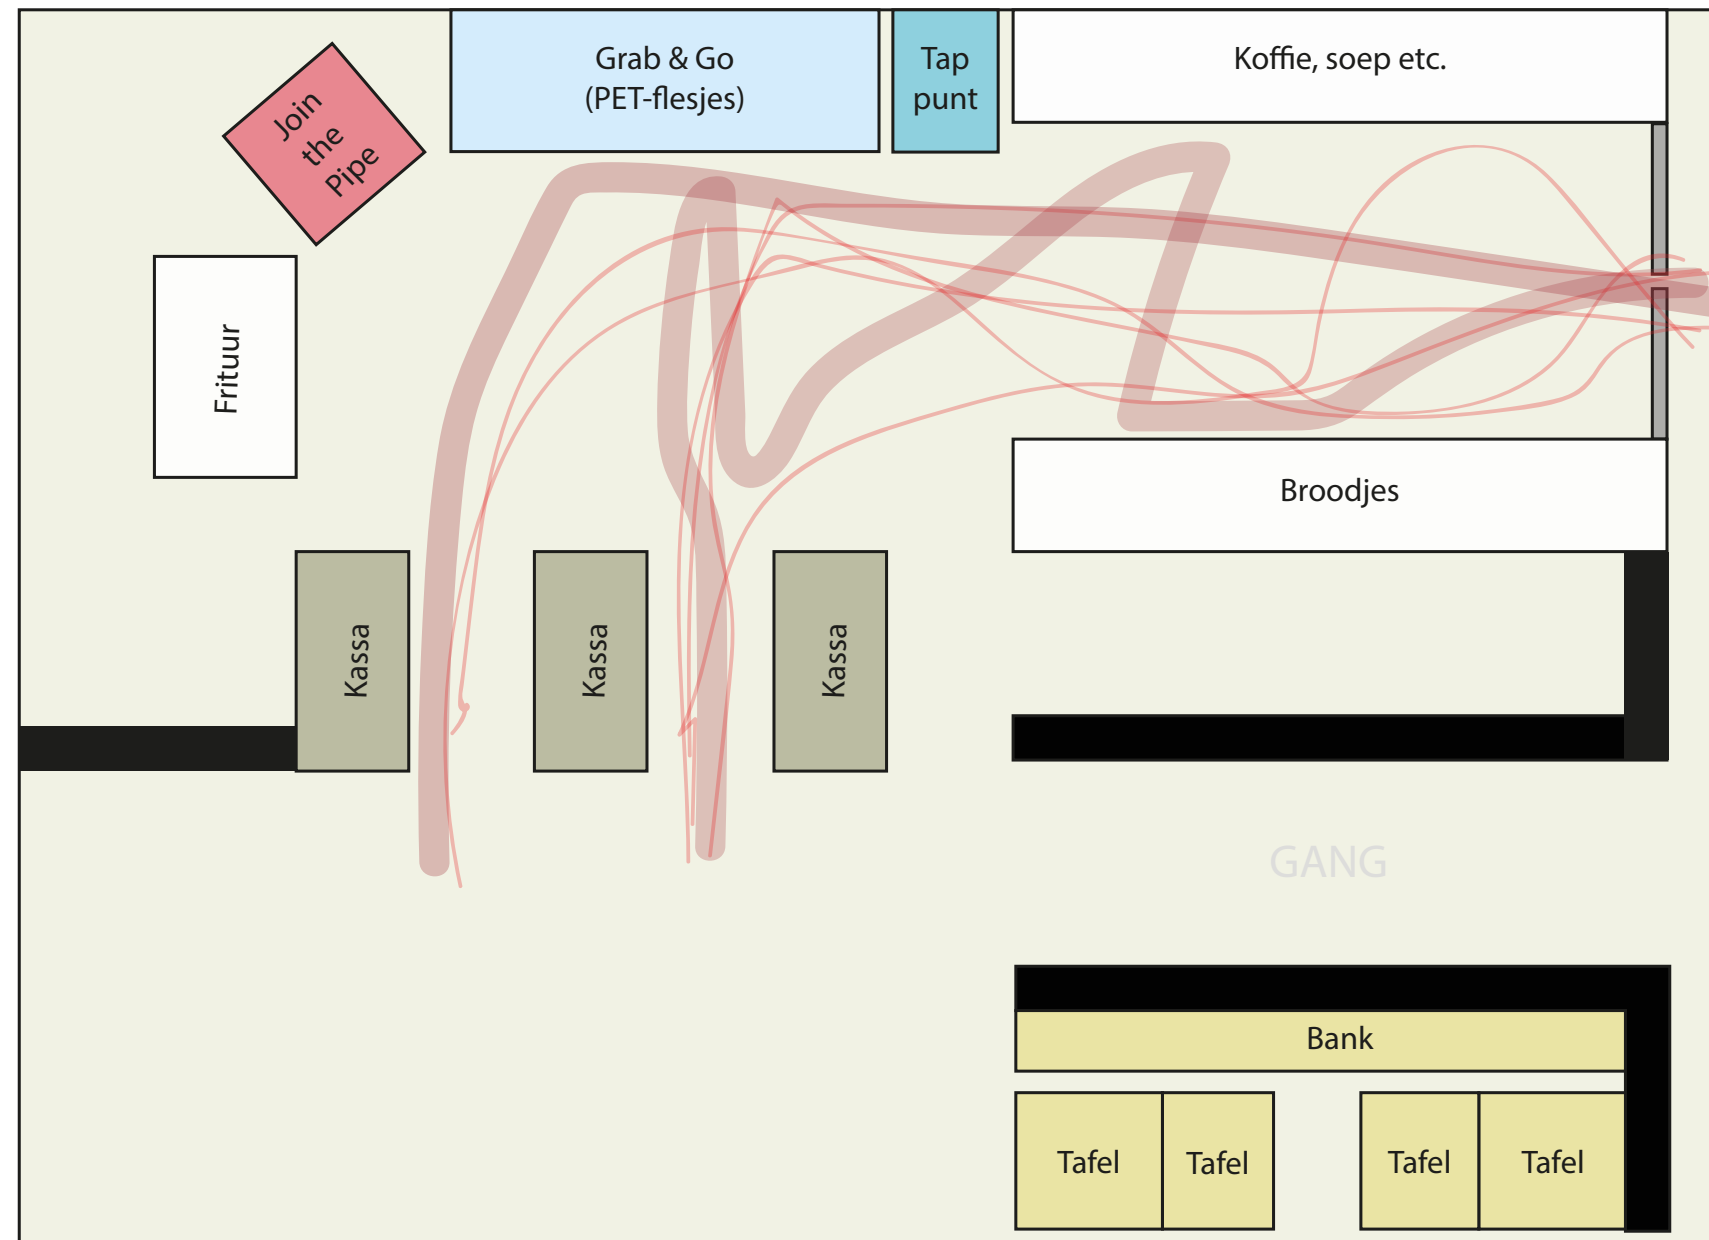 Join
the
Pipe
Grab & Go
(PET-flesjes)
Tap
punt
Koffie, soep etc.
Frituur
Broodjes
Kassa
Kassa
Kassa
GANG
Bank
Tafel
Tafel
Tafel
Tafel